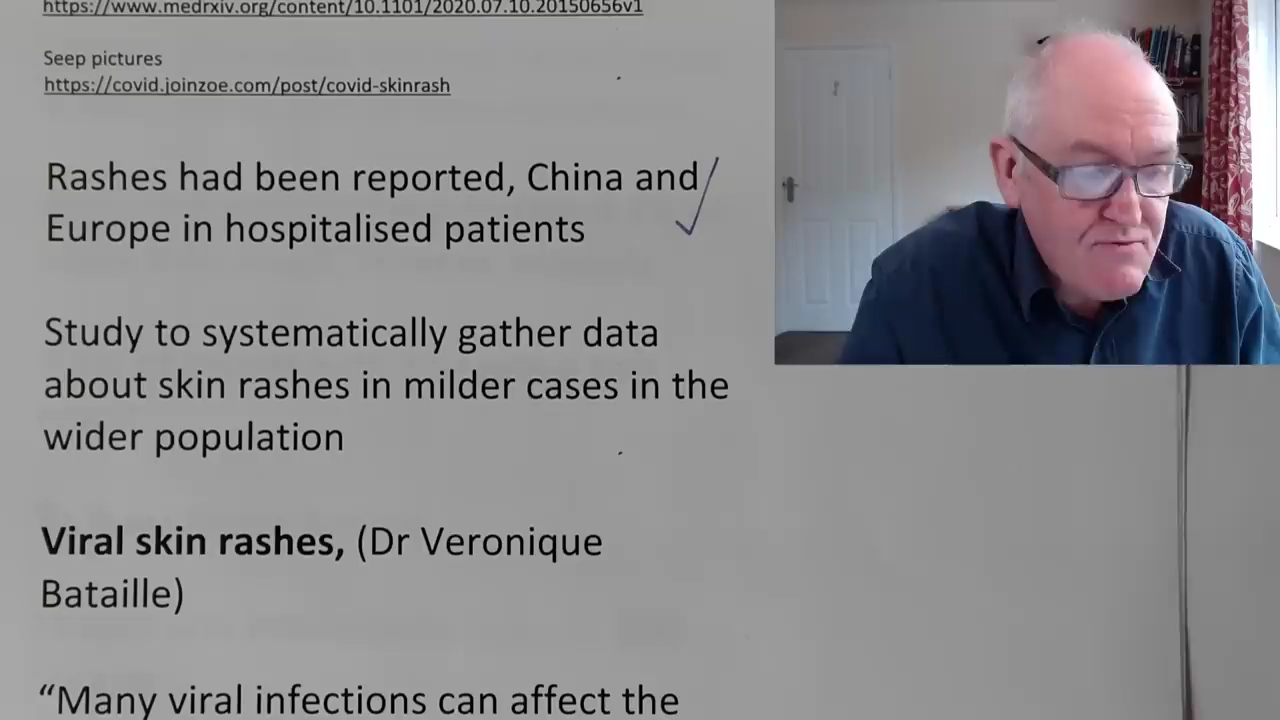 https://www.medrxiv.org/content/10.1101/2020.07.10.20150656v1
Seep pictures
https://covid.joinzoe.com/post/covid-skinrash
Rashes had been reported, China and
Europe in hospitalised patients
Study to systematically gather data
about skin rashes in milder cases in the
wider population
Viral skin rashes, (Dr Veronique
Bataille)
“Many viral infections can affect the